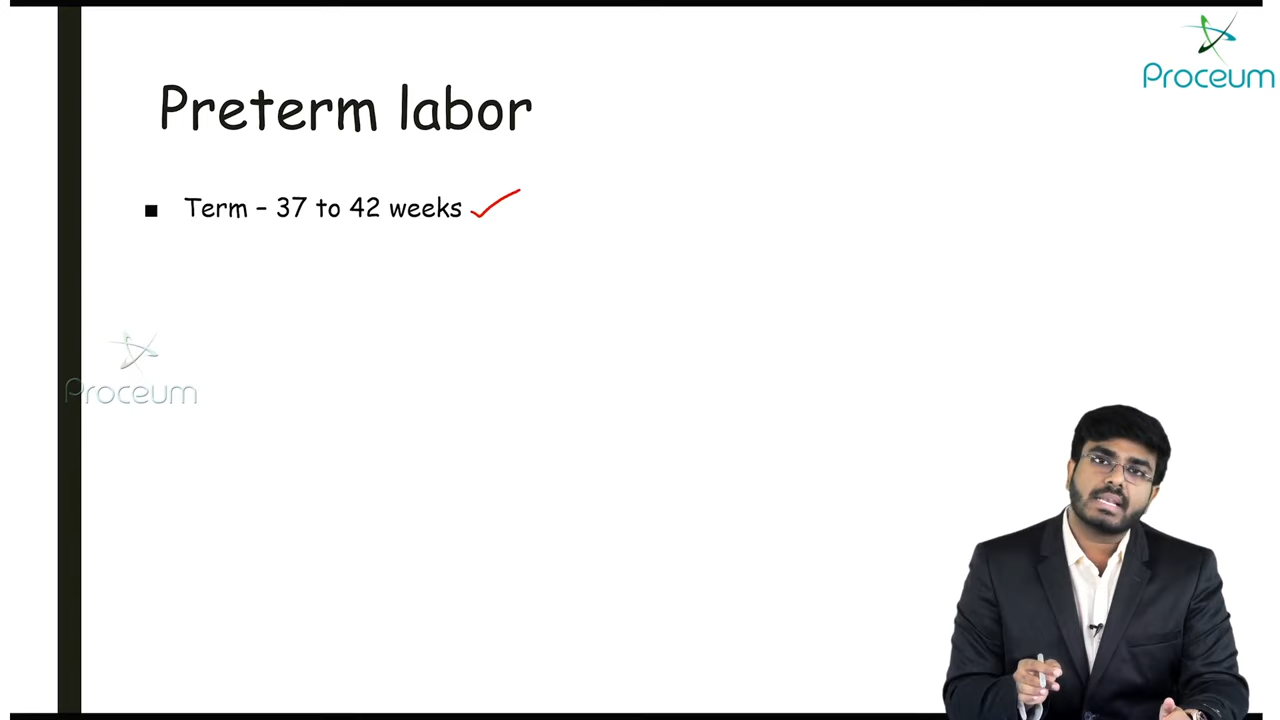 Proceum
Preterm labor
▪ Term – 37 to 42 weeks
Proceum